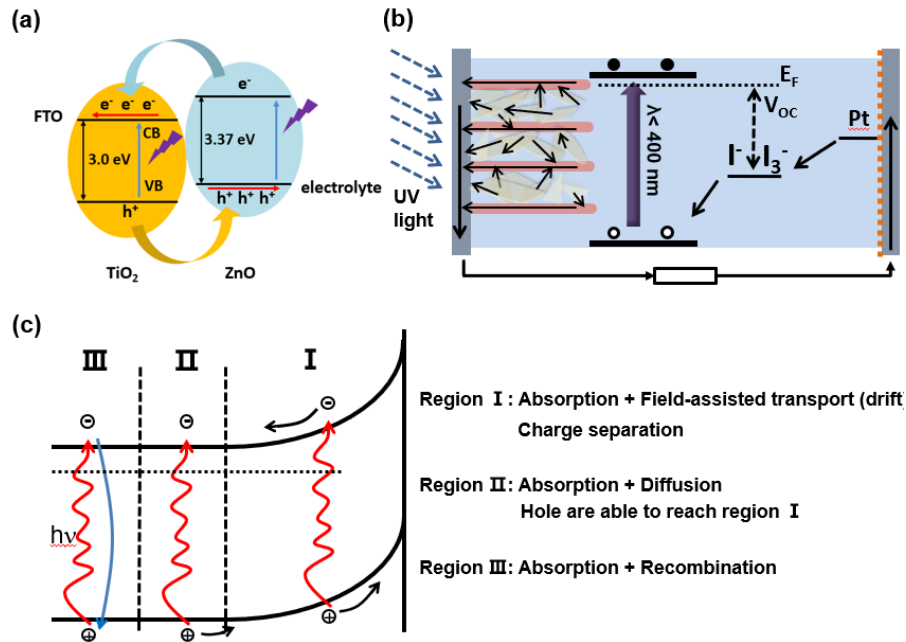 (a)
e⁻
e⁻ e⁻ e⁻
FTO
CB
3.0 eV
3.37 eV
VB
electrolyte
h⁺ h⁺ h⁺
h⁺
TiO₂
ZnO
(b)
E_F
V_OC
Pt
λ< 400 nm
I⁻
I₃⁻
UV
light
(c)
Ⅲ
Ⅱ
Ⅰ
hν
Region Ⅰ: Absorption + Field-assisted transport (drift)
Charge separation
Region Ⅱ: Absorption + Diffusion
Hole are able to reach region Ⅰ
Region Ⅲ: Absorption + Recombination